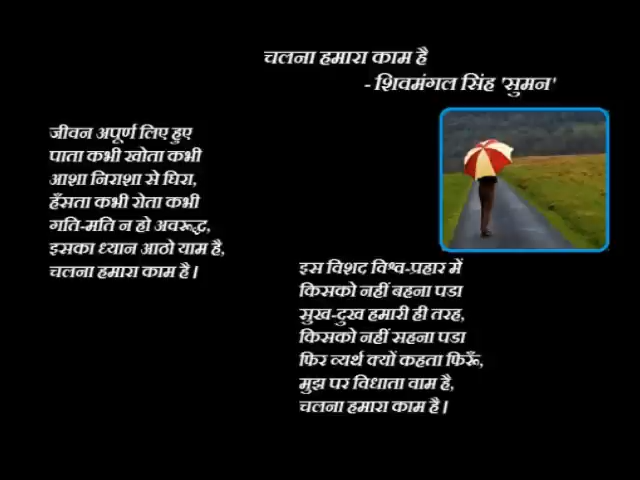 चलना हमारा काम है
- शिवमंगल सिंह 'सुमन'
जीवन अपूर्ण लिए हुए
पाता कभी खोता कभी
आशा निराशा से घिरा,
हँसता कभी रोता कभी
गति-मति न हो अवरूद्ध,
इसका ध्यान आठो याम है,
चलना हमारा काम है।
इस विशद विश्व-प्रहार में
किसको नहीं बहना पडा
सुख-दुख हमारी ही तरह,
किसको नहीं सहना पडा
फिर व्यर्थ क्यों कहता फिरूँ,
मुझ पर विधाता वाम है,
चलना हमारा काम है।